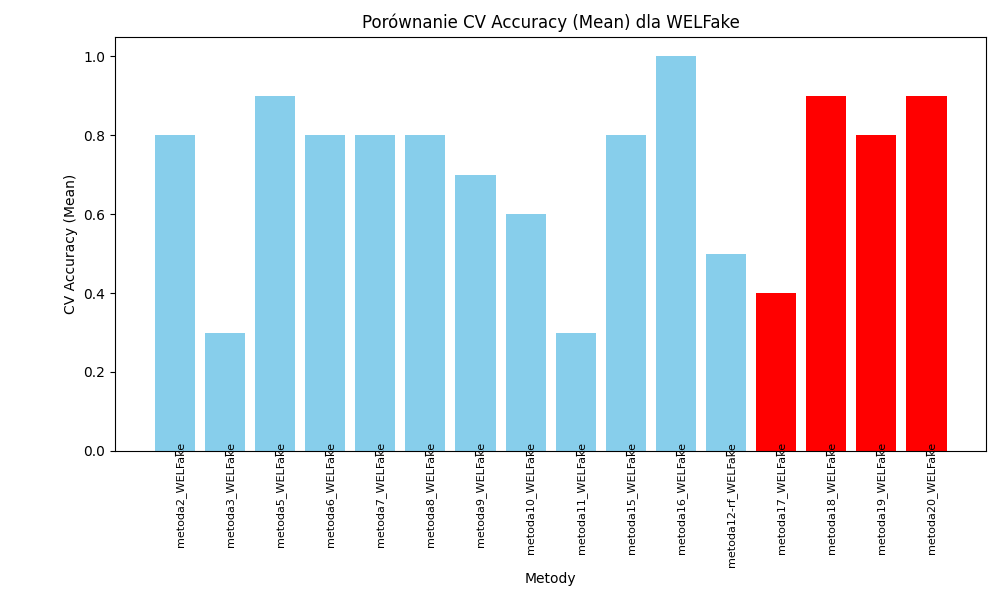 Porównanie CV Accuracy (Mean) dla WELFake
CV Accuracy (Mean)
1.0
0.8
0.6
0.4
0.2
0.0
metoda2_WELFake
metoda3_WELFake
metoda5_WELFake
metoda6_WELFake
metoda7_WELFake
metoda8_WELFake
metoda9_WELFake
metoda10_WELFake
metoda11_WELFake
metoda15_WELFake
metoda16_WELFake
metoda12-rf_WELFake
metoda17_WELFake
metoda18_WELFake
metoda19_WELFake
metoda20_WELFake
Metody